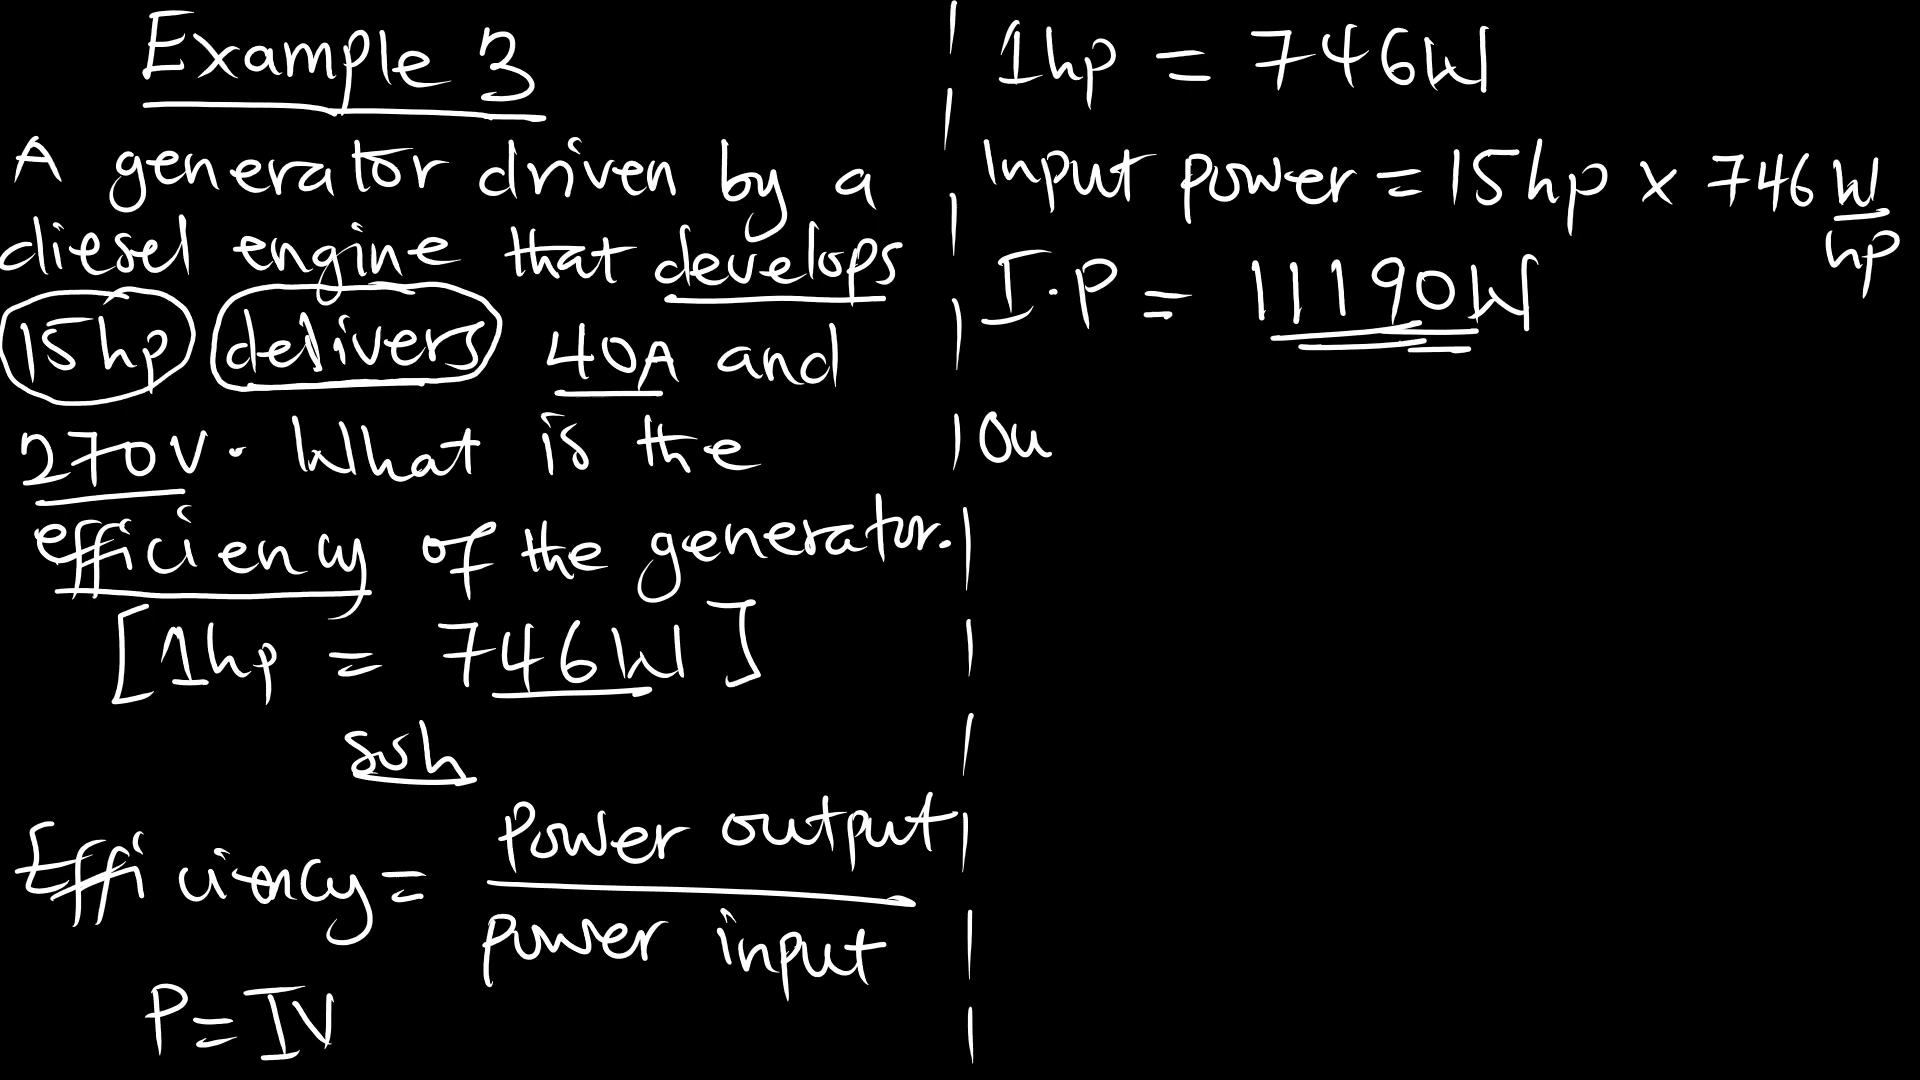 Example 3
A generator driven by a
diesel engine that develops
15hp delivers 40A and
270V. What is the
efficiency of the generator.
[1hp = 746W]
Soln
Efficiency = Power output
power input
P = IV
1hp = 746W
Input power = 15hp x 746 W
hp
I.P = 11190W
Ou